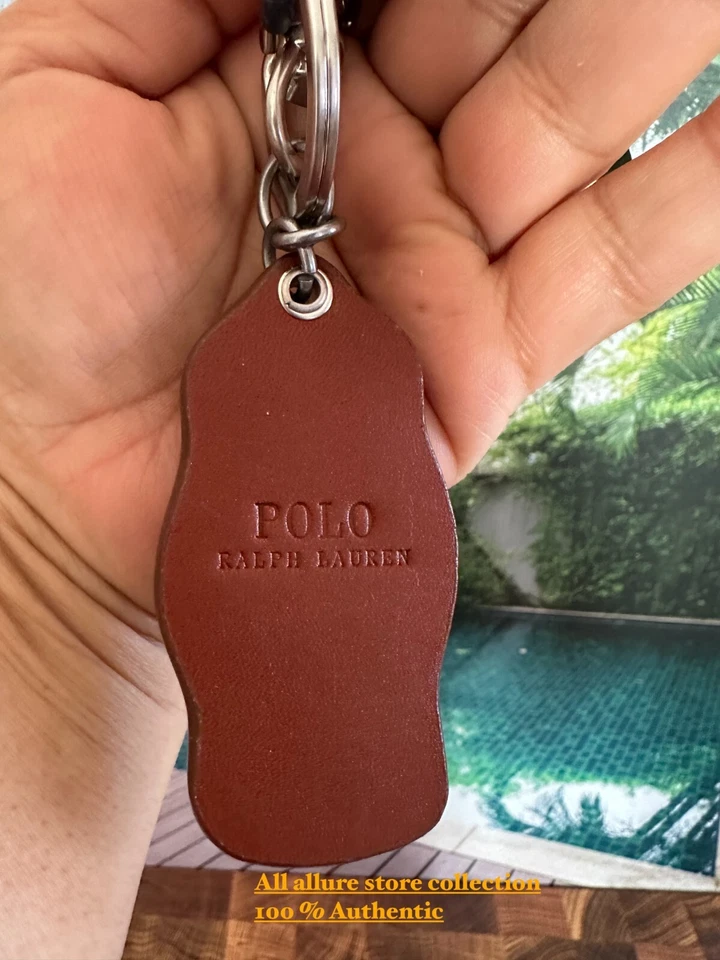 POLO
RALPH LAUREN
All allure store collection
100 % Authentic